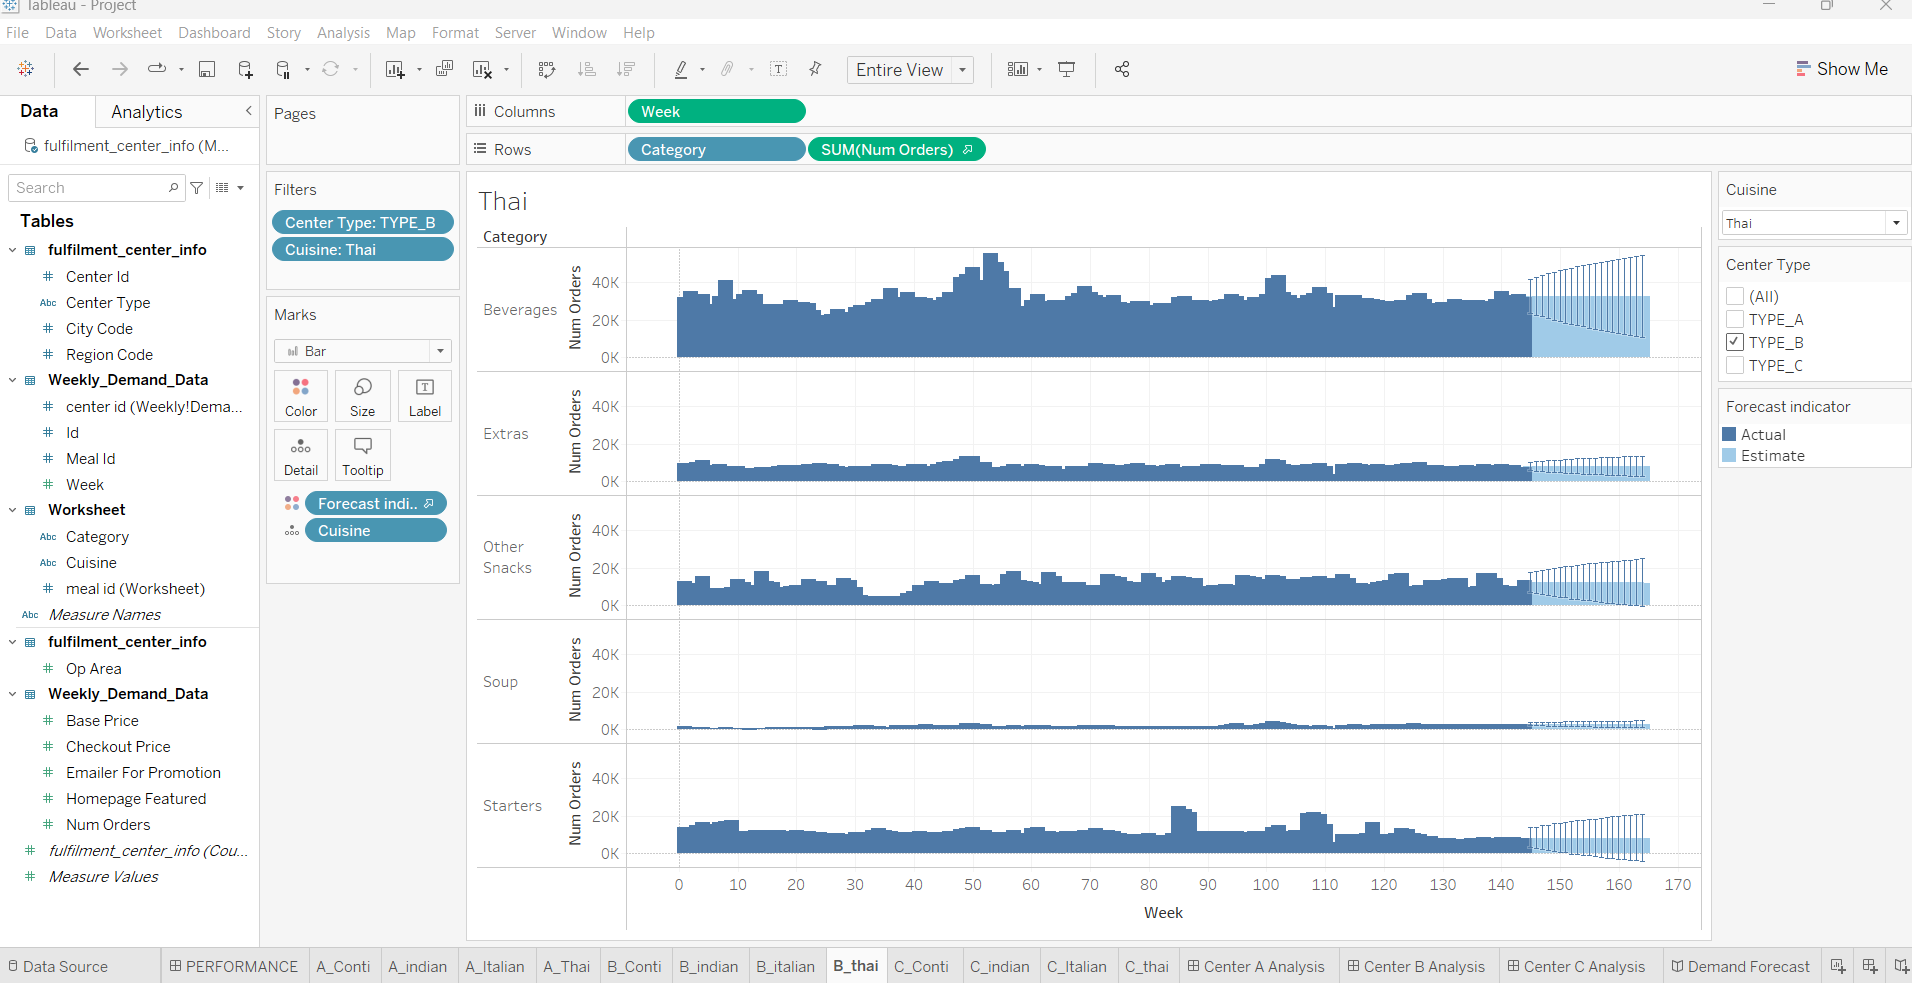 Tableau - Project
File Data Worksheet Dashboard Story Analysis Map Format Server Window Help
Entire View
Show Me
Data Analytics
fulfilment_center_info (M...
Search
Tables
fulfilment_center_info
Center Id
Abc Center Type
City Code
Region Code
Weekly_Demand_Data
center id (Weekly!Dema...
Id
Meal Id
Week
Worksheet
Abc Category
Abc Cuisine
meal id (Worksheet)
Abc Measure Names
fulfilment_center_info
Op Area
Weekly_Demand_Data
Base Price
Checkout Price
Emailer For Promotion
Homepage Featured
Num Orders
fulfilment_center_info (Cou...
Measure Values
Pages
Filters
Center Type: TYPE_B
Cuisine: Thai
Marks
Bar
Color Size Label
Detail Tooltip
Forecast indi..
Cuisine
Columns Week
Rows Category SUM(Num Orders)
Thai
Category
Beverages
Num Orders
40K
20K
0K
Extras
Num Orders
40K
20K
0K
Other
Snacks
Num Orders
40K
20K
0K
Soup
Num Orders
40K
20K
0K
Starters
Num Orders
40K
20K
0K
0 10 20 30 40 50 60 70 80 90 100 110 120 130 140 150 160 170
Week
Cuisine
Thai
Center Type
(All)
TYPE_A
TYPE_B
TYPE_C
Forecast indicator
Actual
Estimate
Data Source PERFORMANCE A_Conti A_indian A_Italian A_Thai B_Conti B_indian B_italian B_thai C_Conti C_indian C_Italian C_thai Center A Analysis Center B Analysis Center C Analysis Demand Forecast